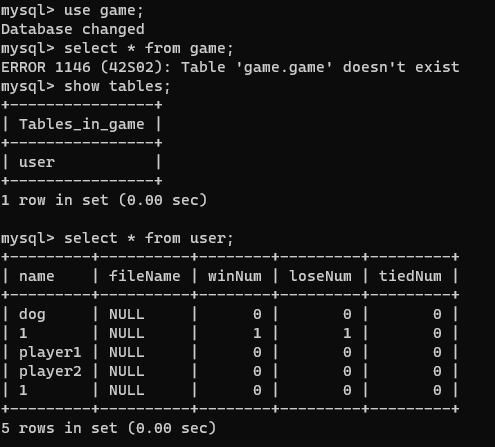 mysql> use game;
Database changed
mysql> select * from game;
ERROR 1146 (42S02): Table 'game.game' doesn't exist
mysql> show tables;
+----------------+
| Tables_in_game |
+----------------+
| user           |
+----------------+
1 row in set (0.00 sec)

mysql> select * from user;
+---------+----------+--------+---------+---------+
| name    | fileName | winNum | loseNum | tiedNum |
+---------+----------+--------+---------+---------+
| dog     | NULL     |      0 |       0 |       0 |
| 1       | NULL     |      1 |       1 |       0 |
| player1 | NULL     |      0 |       0 |       0 |
| player2 | NULL     |      0 |       0 |       0 |
| 1       | NULL     |      0 |       0 |       0 |
+---------+----------+--------+---------+---------+
5 rows in set (0.00 sec)